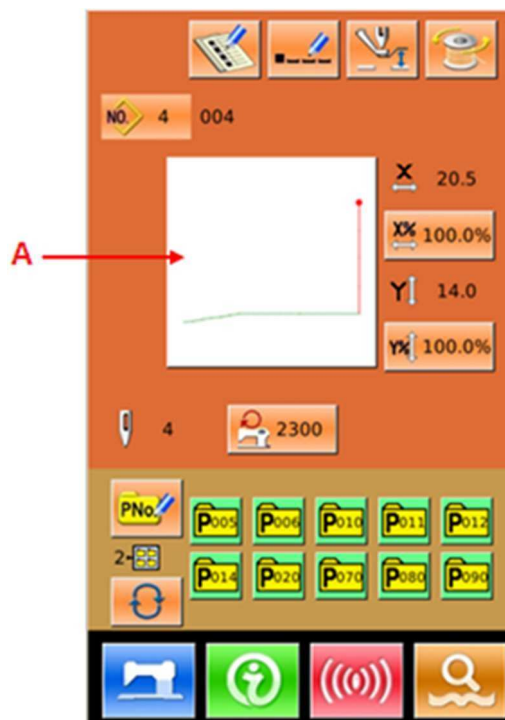 NO. 4 004
X 20.5
X% 100.0%
A
Y 14.0
Y% 100.0%
4 2300
PNo.
P005 P006 P010 P011 P012
2-
P014 P020 P070 P080 P090